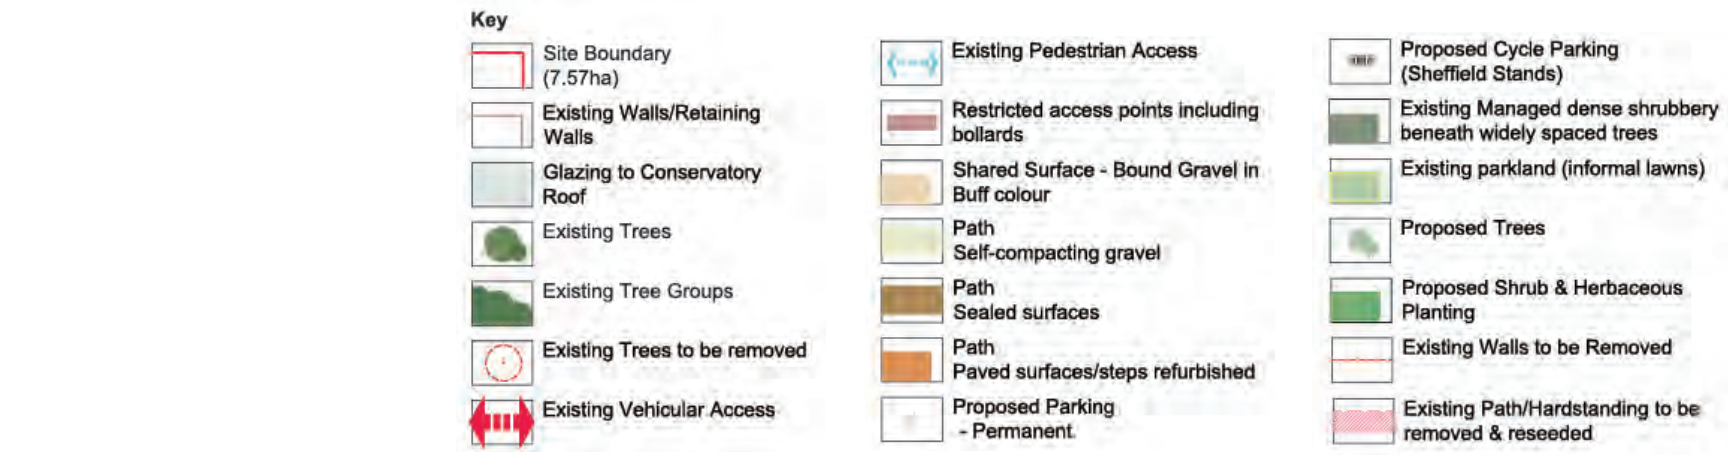 Key
Site Boundary
(7.57ha)
Existing Walls/Retaining
Walls
Glazing to Conservatory
Roof
Existing Trees
Existing Tree Groups
Existing Trees to be removed
Existing Vehicular Access
Existing Pedestrian Access
Restricted access points including
bollards
Shared Surface - Bound Gravel in
Buff colour
Path
Self-compacting gravel
Path
Sealed surfaces
Path
Paved surfaces/steps refurbished
Proposed Parking
- Permanent
Proposed Cycle Parking
(Sheffield Stands)
Existing Managed dense shrubbery
beneath widely spaced trees
Existing parkland (informal lawns)
Proposed Trees
Proposed Shrub & Herbaceous
Planting
Existing Walls to be Removed
Existing Path/Hardstanding to be
removed & reseeded